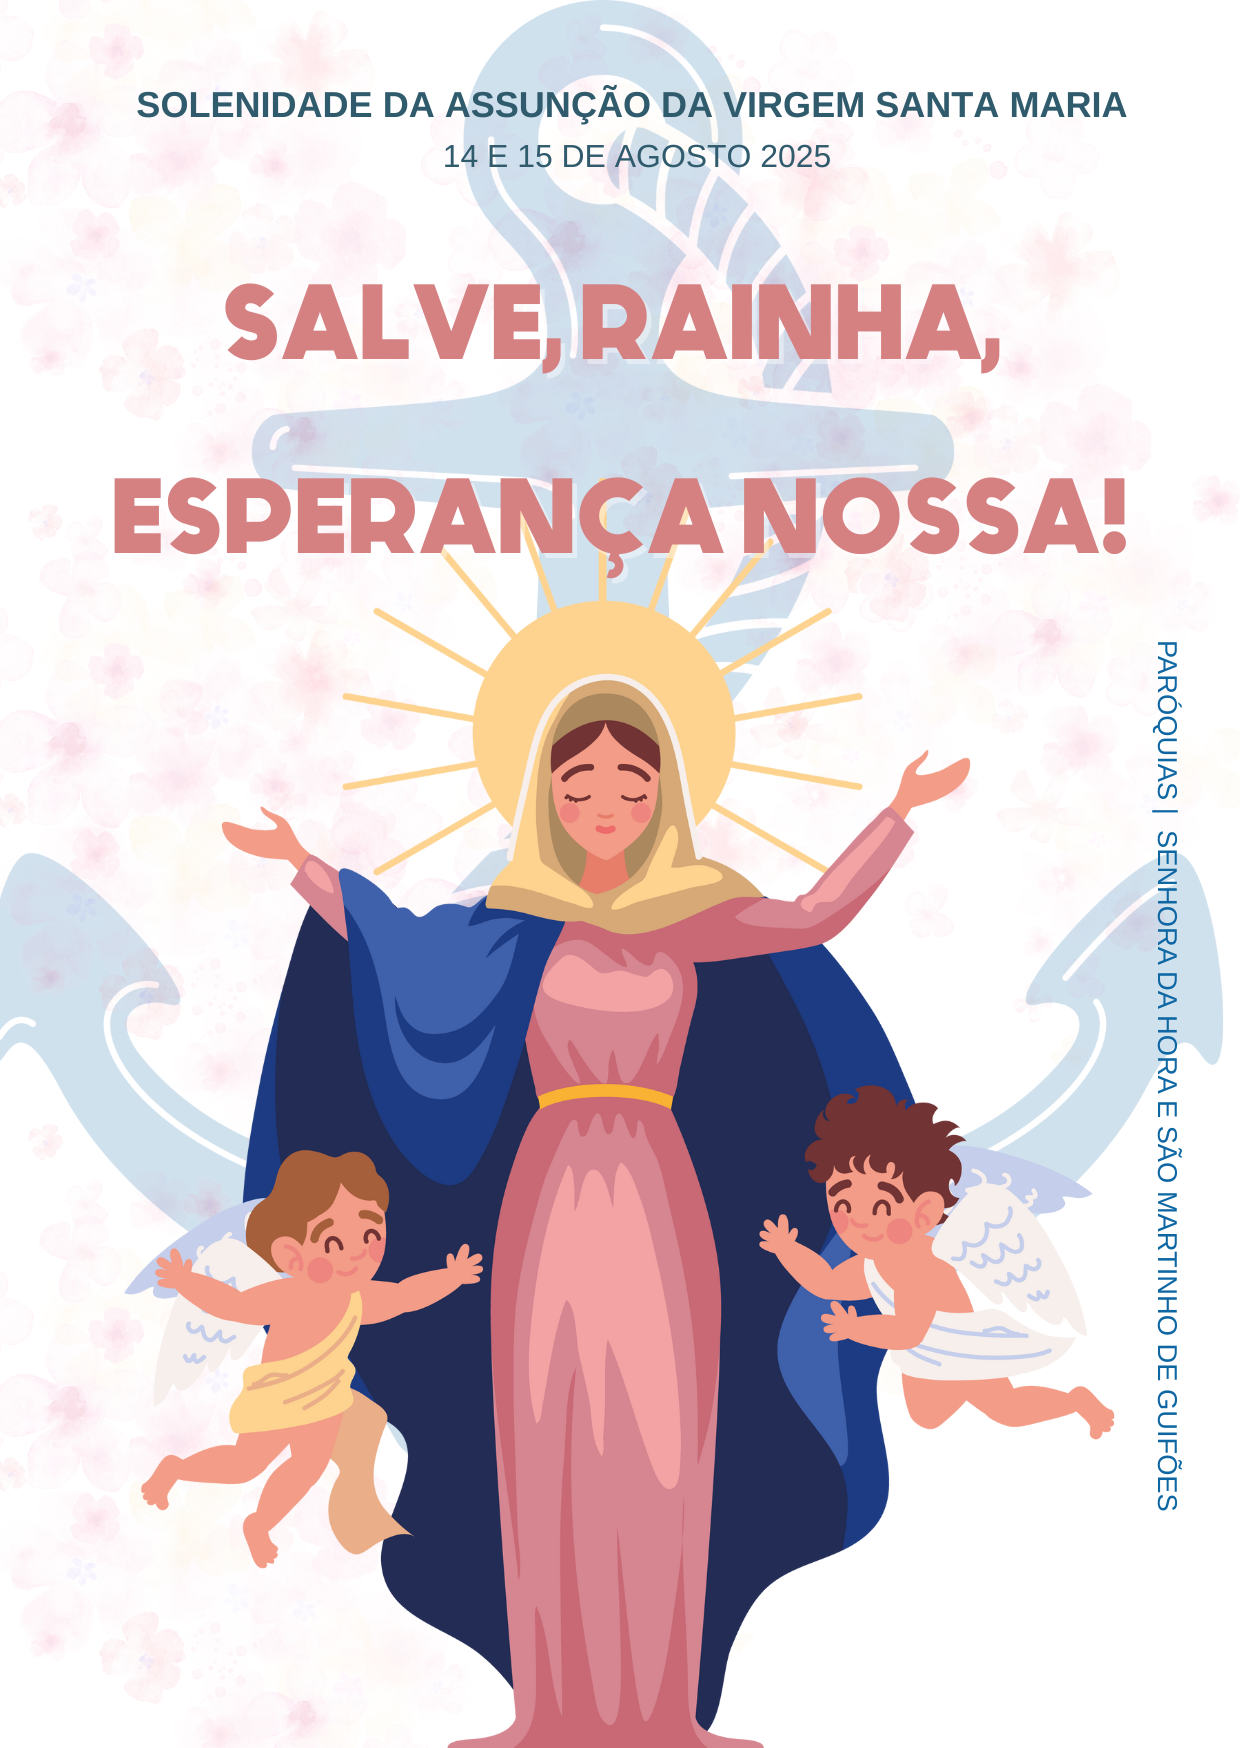 SOLENIDADE DA ASSUNÇÃO DA VIRGEM SANTA MARIA
14 E 15 DE AGOSTO 2025
SALVE, RAINHA,
ESPERANÇA NOSSA!
PARÓQUIAS | SENHORA DA HORA E SÃO MARTINHO DE GUIFÕES